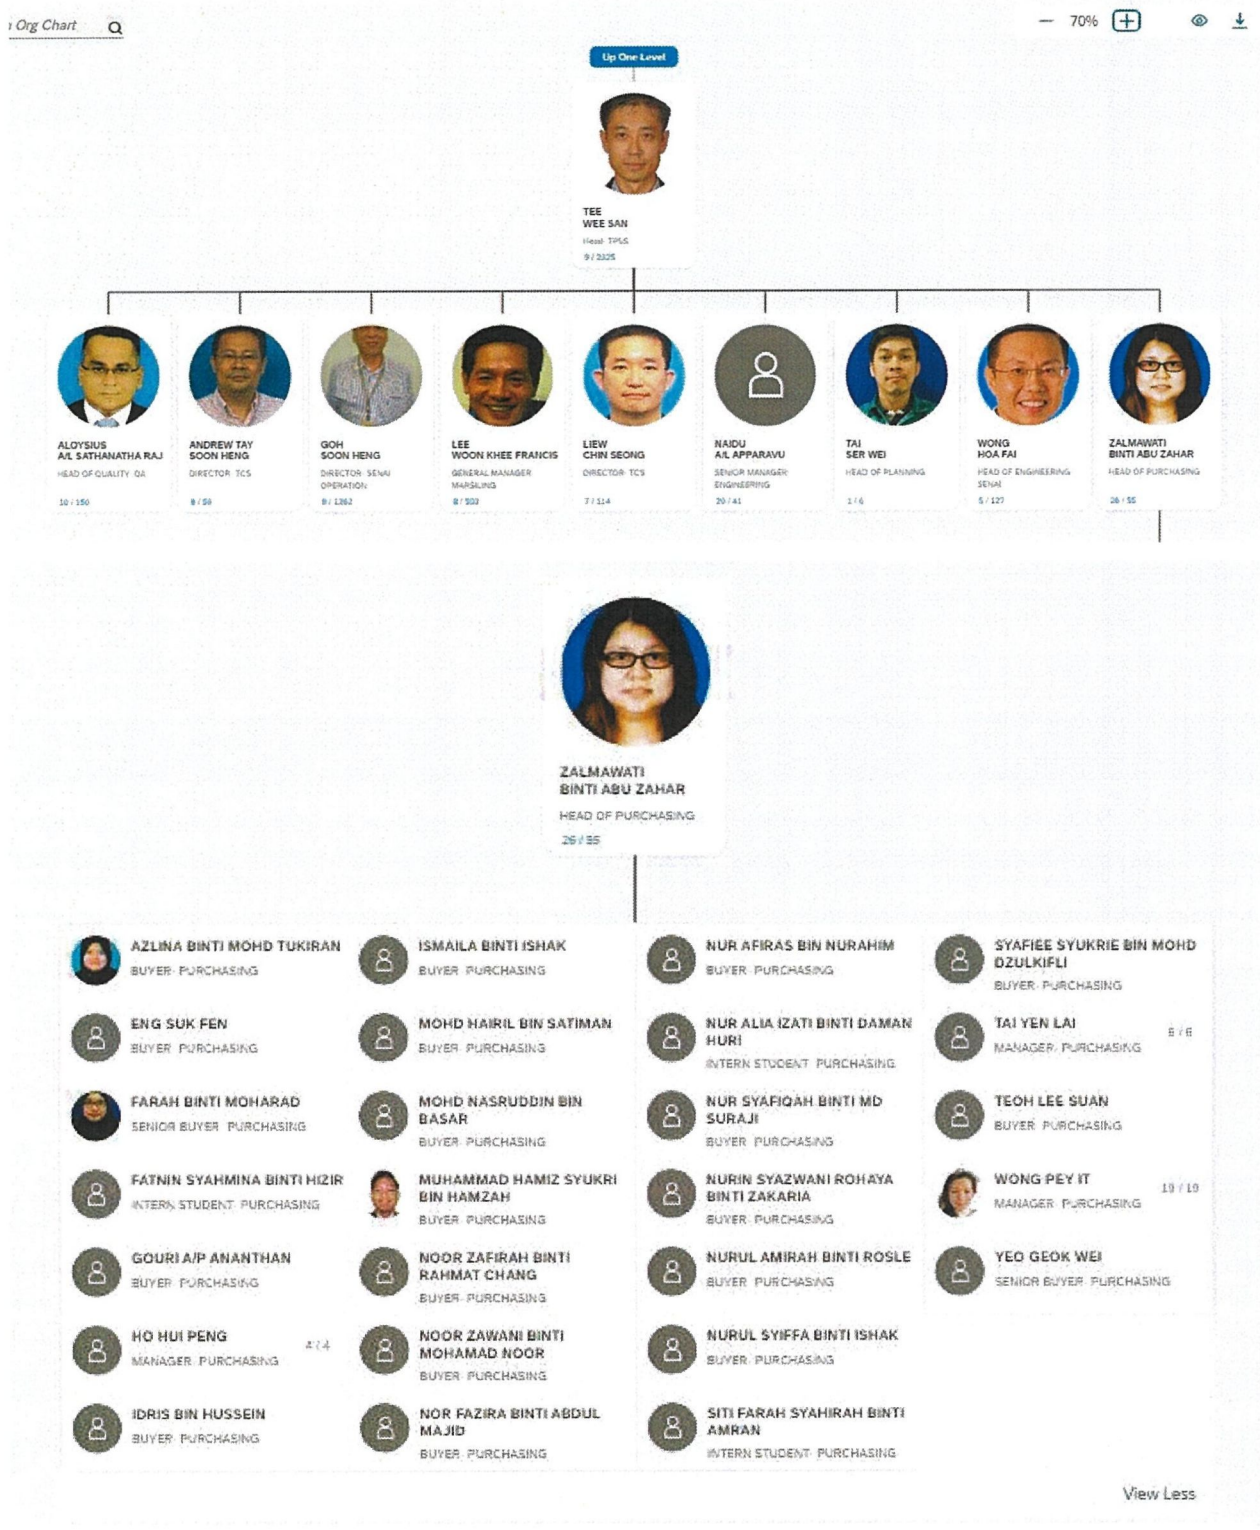 Org Chart
70%
Up One Level
TEE
WEE SAN
Head TPSS
9 / 2325
ALOYSIUS
A/L SATHANATHA RAJ
HEAD OF QUALITY QA
10 / 150
ANDREW TAY
SOON HENG
DIRECTOR TCS
GOH
SOON HENG
DIRECTOR SENAI
OPERATION
LEE
WOON KHEE FRANCIS
GENERAL MANAGER
MARSILING
LIEW
CHIN SEONG
DIRECTOR TCS
7 / 114
NAIDU
A/L APPARAVU
SENIOR MANAGER
ENGINEERING
20 / 41
TAI
SER WEI
HEAD OF PLANNING
1 / 6
WONG
HOA FAI
HEAD OF ENGINEERING
SENAI
5 / 127
ZALMAWATI
BINTI ABU ZAHAR
HEAD OF PURCHASING
26 / 55
ZALMAWATI
BINTI ABU ZAHAR
HEAD OF PURCHASING
26 / 55
AZLINA BINTI MOHD TUKIRAN
BUYER PURCHASING
ENG SUK FEN
BUYER PURCHASING
FARAH BINTI MOHARAD
SENIOR BUYER PURCHASING
FATNIN SYAHMINA BINTI HIZIR
INTERN STUDENT PURCHASING
GOURI A/P ANANTHAN
BUYER PURCHASING
HO HUI PENG
MANAGER PURCHASING
4 / 4
IDRIS BIN HUSSEIN
BUYER PURCHASING
ISMAILA BINTI ISHAK
BUYER PURCHASING
MOHD HAIRIL BIN SATIMAN
BUYER PURCHASING
MOHD NASRUDDIN BIN
BASAR
BUYER PURCHASING
MUHAMMAD HAMIZ SYUKRI
BIN HAMZAH
BUYER PURCHASING
NOOR ZAFIRAH BINTI
RAHMAT CHANG
BUYER PURCHASING
NOOR ZAWANI BINTI
MOHAMAD NOOR
BUYER PURCHASING
NOR FAZIRA BINTI ABDUL
MAJID
BUYER PURCHASING
NUR AFIRAS BIN NURAHIM
BUYER PURCHASING
NUR ALIA IZATI BINTI DAMAN
HURI
INTERN STUDENT PURCHASING
NUR SYAFIQAH BINTI MD
SURAJI
BUYER PURCHASING
NURIN SYAZWANI ROHAYA
BINTI ZAKARIA
BUYER PURCHASING
NURUL AMIRAH BINTI ROSLE
BUYER PURCHASING
NURUL SYIFFA BINTI ISHAK
BUYER PURCHASING
SITI FARAH SYAHIRAH BINTI
AMRAN
INTERN STUDENT PURCHASING
SYAFIEE SYUKRIE BIN MOHD
DZULKIFLI
BUYER PURCHASING
TAI YEN LAI
MANAGER PURCHASING
6 / 6
TEOH LEE SUAN
BUYER PURCHASING
WONG PEY IT
MANAGER PURCHASING
19 / 19
YEO GEOK WEI
SENIOR BUYER PURCHASING
View Less